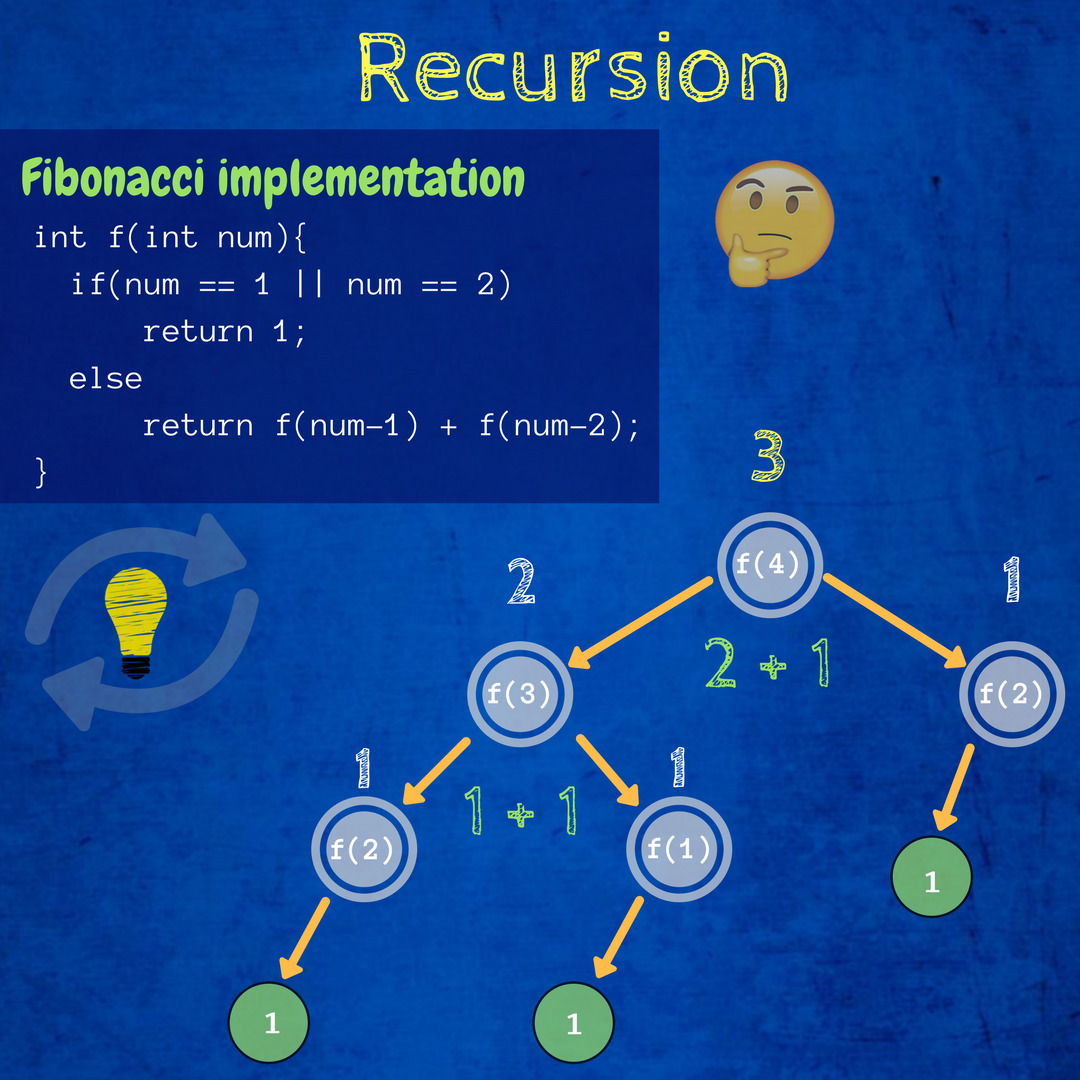 Recursion
Fibonacci implementation
int f(int num){
if(num == 1 || num == 2)
return 1;
else
return f(num-1) + f(num-2);
}
3
f(4)
2
1
2 + 1
f(3)
f(2)
1
1
1 + 1
f(2)
f(1)
1
1
1